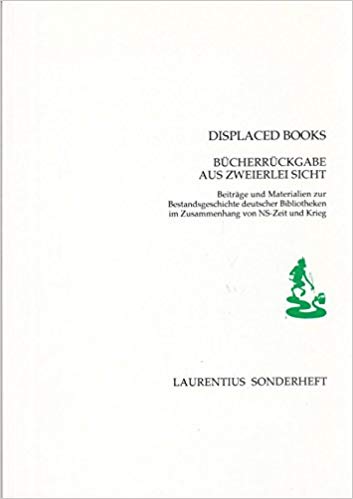 DISPLACED BOOKS
BÜCHERRÜCKGABE
AUS ZWEIERLEI SICHT
Beiträge und Materialien zur
Bestandsgeschichte deutscher Bibliotheken
im Zusammenhang von NS-Zeit und Krieg
LAURENTIUS SONDERHEFT